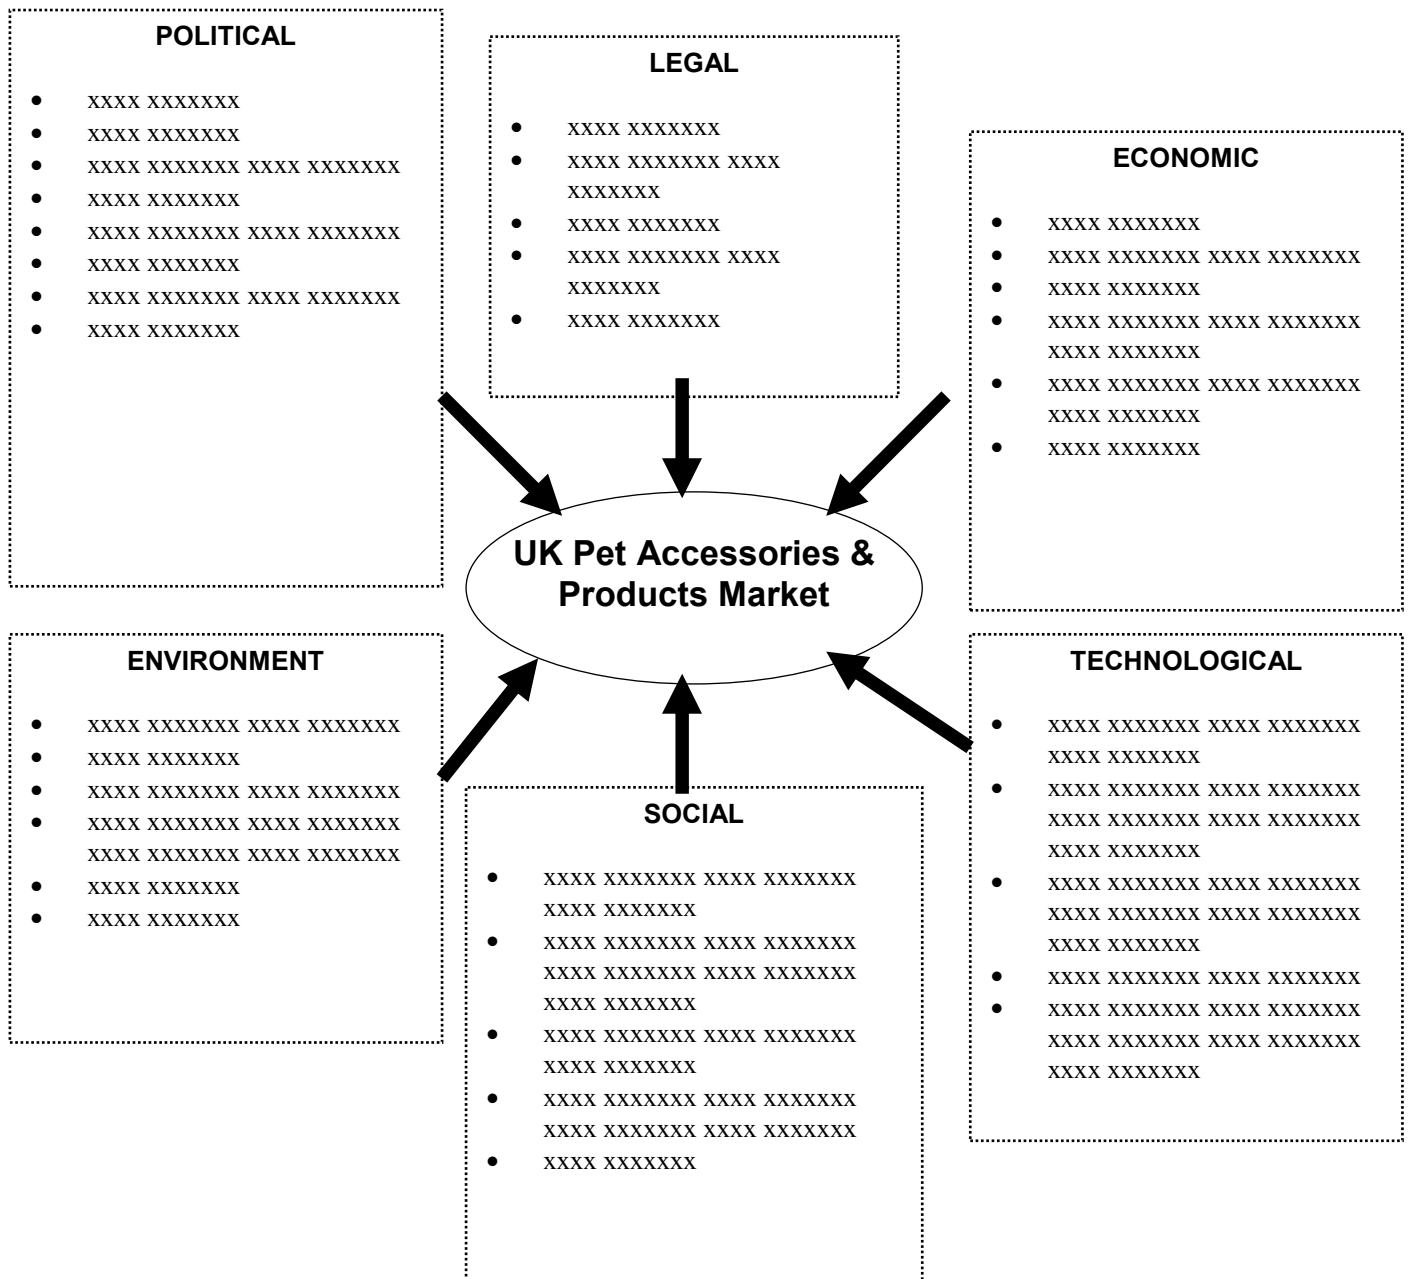 POLITICAL
• xxxx xxxxxxx
• xxxx xxxxxxx
• xxxx xxxxxxx xxxx xxxxxxx
• xxxx xxxxxxx
• xxxx xxxxxxx xxxx xxxxxxx
• xxxx xxxxxxx
• xxxx xxxxxxx xxxx xxxxxxx
• xxxx xxxxxxx
LEGAL
• xxxx xxxxxxx
• xxxx xxxxxxx xxxx
xxxxxxx
• xxxx xxxxxxx
• xxxx xxxxxxx xxxx
xxxxxxx
• xxxx xxxxxxx
ECONOMIC
• xxxx xxxxxxx
• xxxx xxxxxxx xxxx xxxxxxx
• xxxx xxxxxxx
• xxxx xxxxxxx xxxx xxxxxxx
xxxx xxxxxxx
• xxxx xxxxxxx xxxx xxxxxxx
xxxx xxxxxxx
• xxxx xxxxxxx
UK Pet Accessories &
Products Market
ENVIRONMENT
• xxxx xxxxxxx xxxx xxxxxxx
• xxxx xxxxxxx
• xxxx xxxxxxx xxxx xxxxxxx
• xxxx xxxxxxx xxxx xxxxxxx
xxxx xxxxxxx xxxx xxxxxxx
• xxxx xxxxxxx
• xxxx xxxxxxx
SOCIAL
• xxxx xxxxxxx xxxx xxxxxxx
xxxx xxxxxxx
• xxxx xxxxxxx xxxx xxxxxxx
xxxx xxxxxxx xxxx xxxxxxx
xxxx xxxxxxx
• xxxx xxxxxxx xxxx xxxxxxx
xxxx xxxxxxx
• xxxx xxxxxxx xxxx xxxxxxx
xxxx xxxxxxx xxxx xxxxxxx
• xxxx xxxxxxx
TECHNOLOGICAL
• xxxx xxxxxxx xxxx xxxxxxx
xxxx xxxxxxx
• xxxx xxxxxxx xxxx xxxxxxx
xxxx xxxxxxx xxxx xxxxxxx
xxxx xxxxxxx
• xxxx xxxxxxx xxxx xxxxxxx
xxxx xxxxxxx xxxx xxxxxxx
xxxx xxxxxxx
• xxxx xxxxxxx xxxx xxxxxxx
• xxxx xxxxxxx xxxx xxxxxxx
xxxx xxxxxxx xxxx xxxxxxx
xxxx xxxxxxx